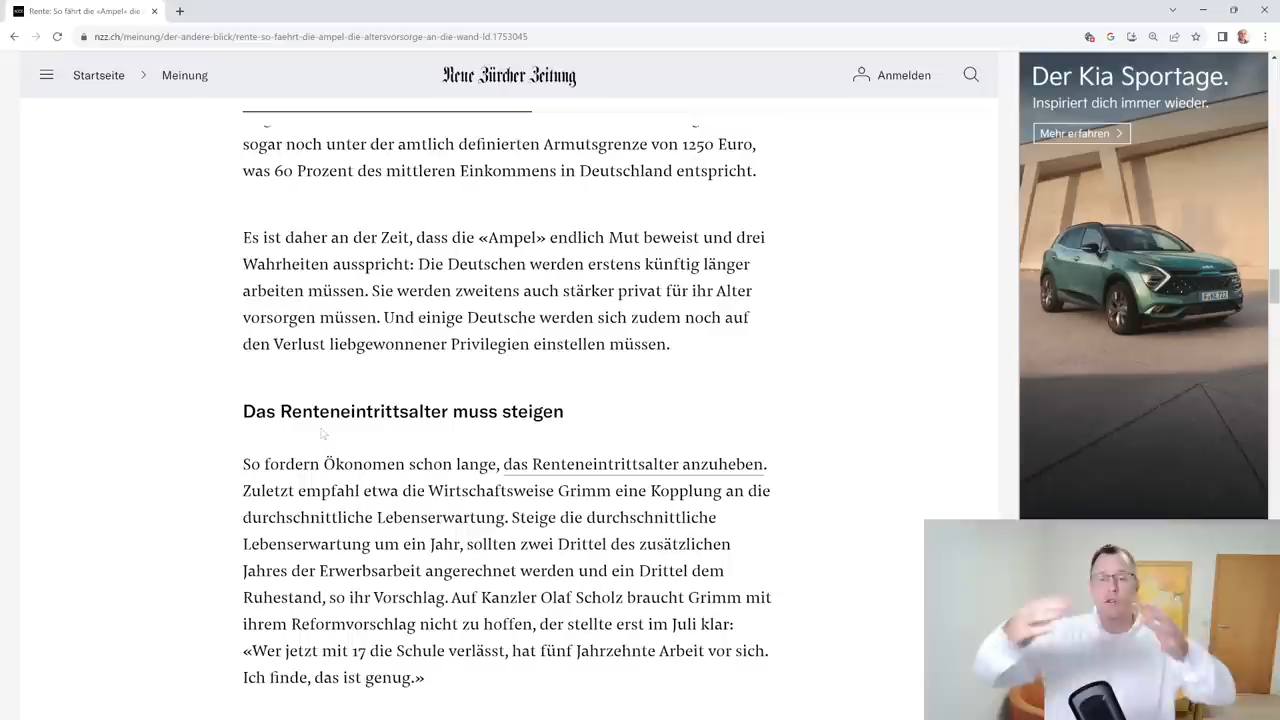 Rente: So fährt die «Ampel» die
nzz.ch/meinung/der-andere-blick/rente-so-faehrt-die-ampel-die-altersvorsorge-an-die-wand-ld.1753045
Startseite > Meinung
Neue Zürcher Zeitung
Anmelden
sogar noch unter der amtlich definierten Armutsgrenze von 1250 Euro,
was 60 Prozent des mittleren Einkommens in Deutschland entspricht.
Es ist daher an der Zeit, dass die «Ampel» endlich Mut beweist und drei
Wahrheiten ausspricht: Die Deutschen werden erstens künftig länger
arbeiten müssen. Sie werden zweitens auch stärker privat für ihr Alter
vorsorgen müssen. Und einige Deutsche werden sich zudem noch auf
den Verlust liebgewonnener Privilegien einstellen müssen.
Das Renteneintrittsalter muss steigen
So fordern Ökonomen schon lange, das Renteneintrittsalter anzuheben.
Zuletzt empfahl etwa die Wirtschaftsweise Grimm eine Kopplung an die
durchschnittliche Lebenserwartung. Steige die durchschnittliche
Lebenserwartung um ein Jahr, sollten zwei Drittel des zusätzlichen
Jahres der Erwerbsarbeit angerechnet werden und ein Drittel dem
Ruhestand, so ihr Vorschlag. Auf Kanzler Olaf Scholz braucht Grimm mit
ihrem Reformvorschlag nicht zu hoffen, der stellte erst im Juli klar:
«Wer jetzt mit 17 die Schule verlässt, hat fünf Jahrzehnte Arbeit vor sich.
Ich finde, das ist genug.»
Der Kia Sportage.
Inspiriert dich immer wieder.
Mehr erfahren >